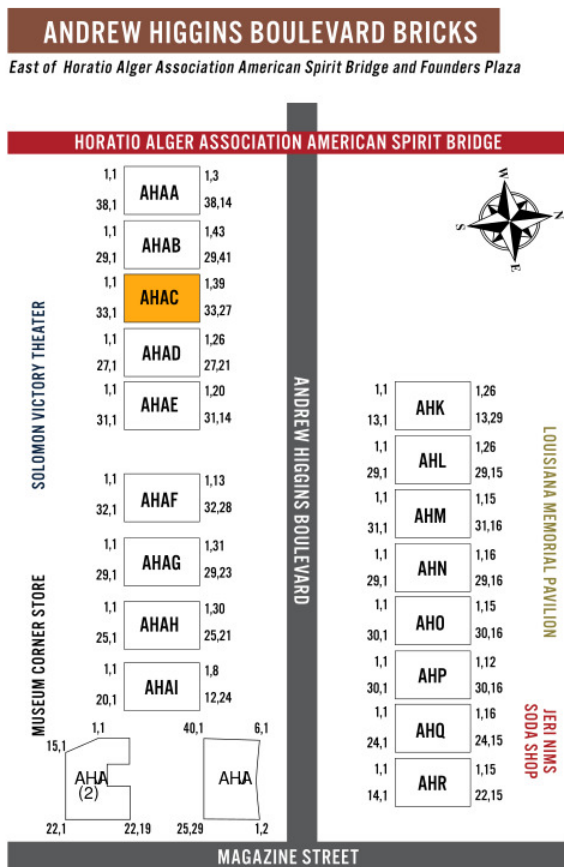 ANDREW HIGGINS BOULEVARD BRICKS
East of Horatio Alger Association American Spirit Bridge and Founders Plaza
HORATIO ALGER ASSOCIATION AMERICAN SPIRIT BRIDGE
1,1 AHAA 1,3
38,1 38,14
1,1 AHAB 1,43
29,1 29,41
1,1 AHAC 1,39
33,1 33,27
1,1 AHAD 1,26
27,1 27,21
1,1 AHAE 1,20
31,1 31,14
1,1 AHAF 1,13
32,1 32,28
1,1 AHAG 1,31
29,1 29,23
1,1 AHAH 1,30
25,1 25,21
1,1 AHAI 1,8
20,1 12,24
1,1
15,1
AHA
(2)
22,1 22,19
40,1 6,1
AHA
25,29 1,2
SOLOMON VICTORY THEATER
MUSEUM CORNER STORE
ANDREW HIGGINS BOULEVARD
W
N
S
E
1,1 AHK 1,26
13,1 13,29
1,1 AHL 1,26
29,1 29,15
1,1 AHM 1,15
31,1 31,16
1,1 AHN 1,16
29,1 29,16
1,1 AHO 1,15
30,1 30,16
1,1 AHP 1,12
30,1 30,16
1,1 AHQ 1,16
24,1 24,15
1,1 AHR 1,15
14,1 22,15
LOUISIANA MEMORIAL PAVILION
JERI NIMS
SODA SHOP
MAGAZINE STREET